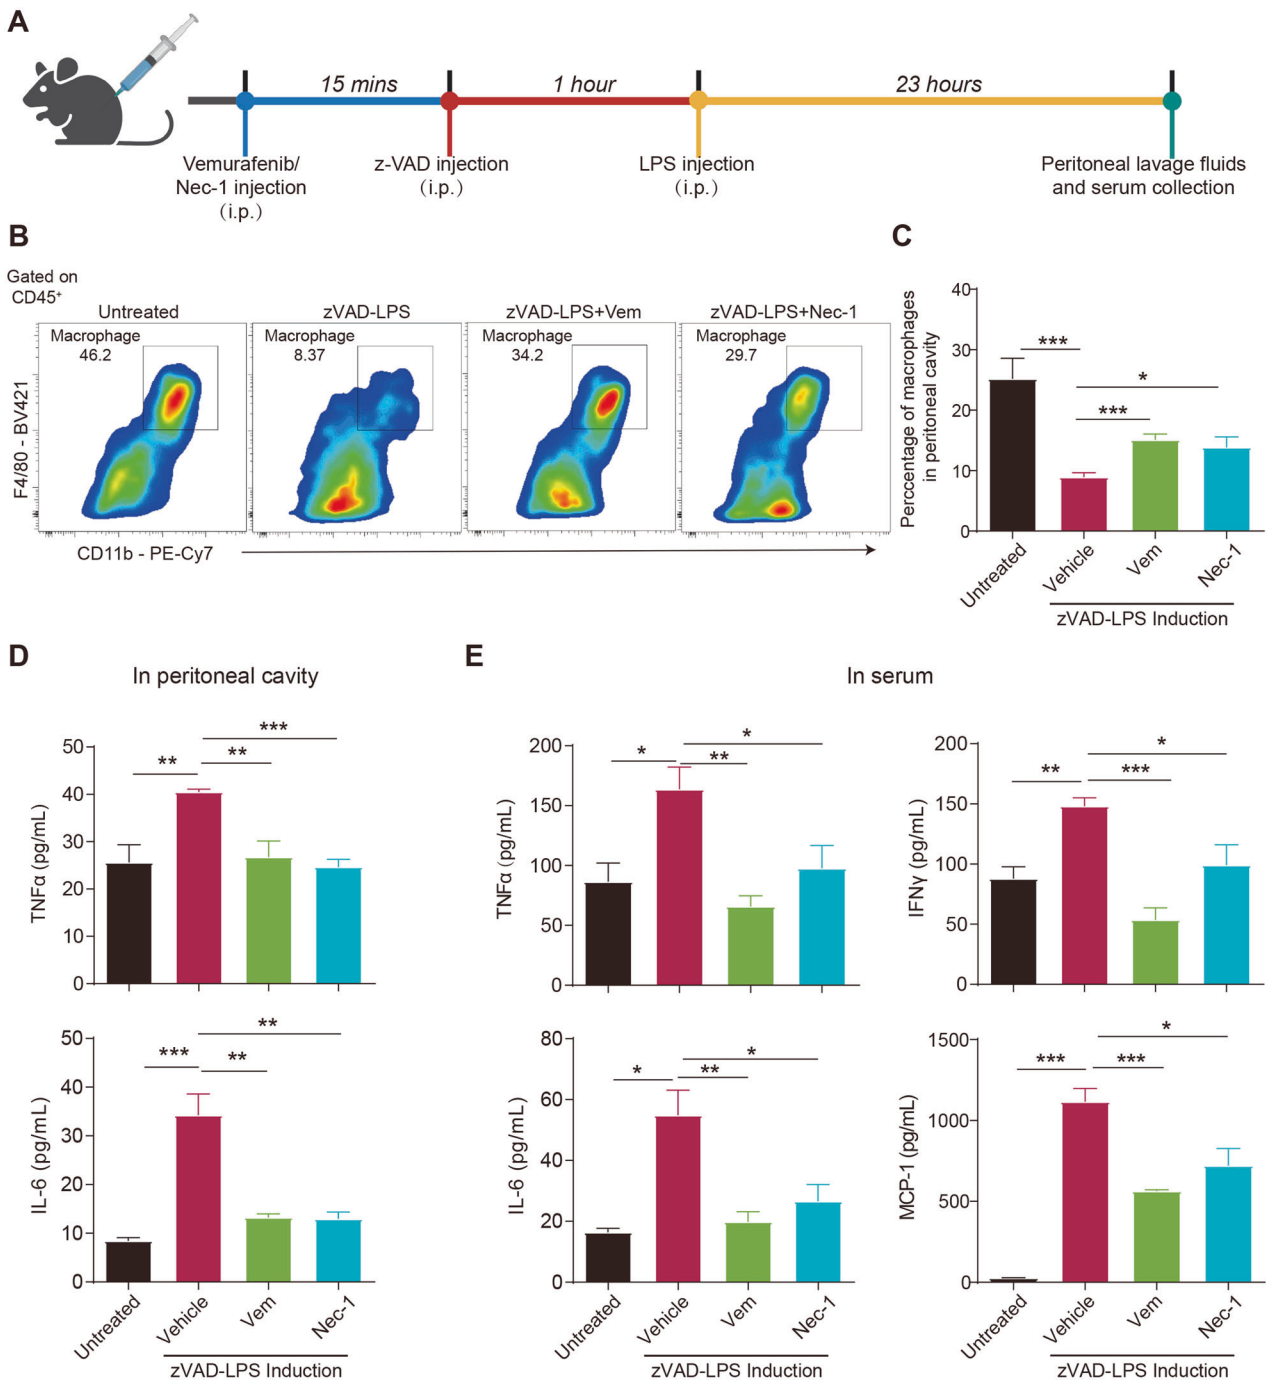 A
15 mins
1 hour
23 hours
Vemurafenib/
Nec-1 injection
(i.p.)
z-VAD injection
(i.p.)
LPS injection
(i.p.)
Peritoneal lavage fluids
and serum collection
B
Gated on
CD45+
Untreated
zVAD-LPS
zVAD-LPS+Vem
zVAD-LPS+Nec-1
Macrophage
46.2
Macrophage
8.37
Macrophage
34.2
Macrophage
29.7
F4/80 - BV421
CD11b - PE-Cy7
C
Perccentage of macrophages
in peritoneal cavity
40
30
20
10
0
***
*
***
Untreated
Vehicle
Vem
Nec-1
zVAD-LPS Induction
D
In peritoneal cavity
TNFα (pg/mL)
50
40
30
20
10
0
***
**
**
IL-6 (pg/mL)
50
40
30
20
10
0
**
***
**
Untreated
Vehicle
Vem
Nec-1
zVAD-LPS Induction
E
In serum
TNFα (pg/mL)
200
150
100
50
0
*
*
**
IFNγ (pg/mL)
200
150
100
50
0
*
**
***
IL-6 (pg/mL)
80
60
40
20
0
*
*
**
Untreated
Vehicle
Vem
Nec-1
zVAD-LPS Induction
MCP-1 (pg/mL)
1500
1000
500
0
*
***
***
Untreated
Vehicle
Vem
Nec-1
zVAD-LPS Induction